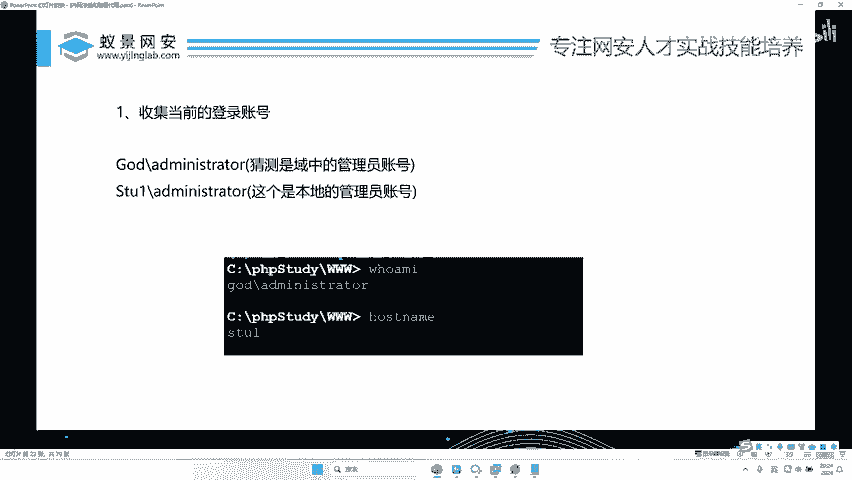 蚁景网安
www.yijinglab.com
专注网安人才实战技能培养
1、收集当前的登录账号
God\administrator(猜测是域中的管理员账号)
Stu1\administrator(这个是本地的管理员账号)
C:\phpStudy\WWW> whoami
god\administrator
C:\phpStudy\WWW> hostname
stu1
搜索